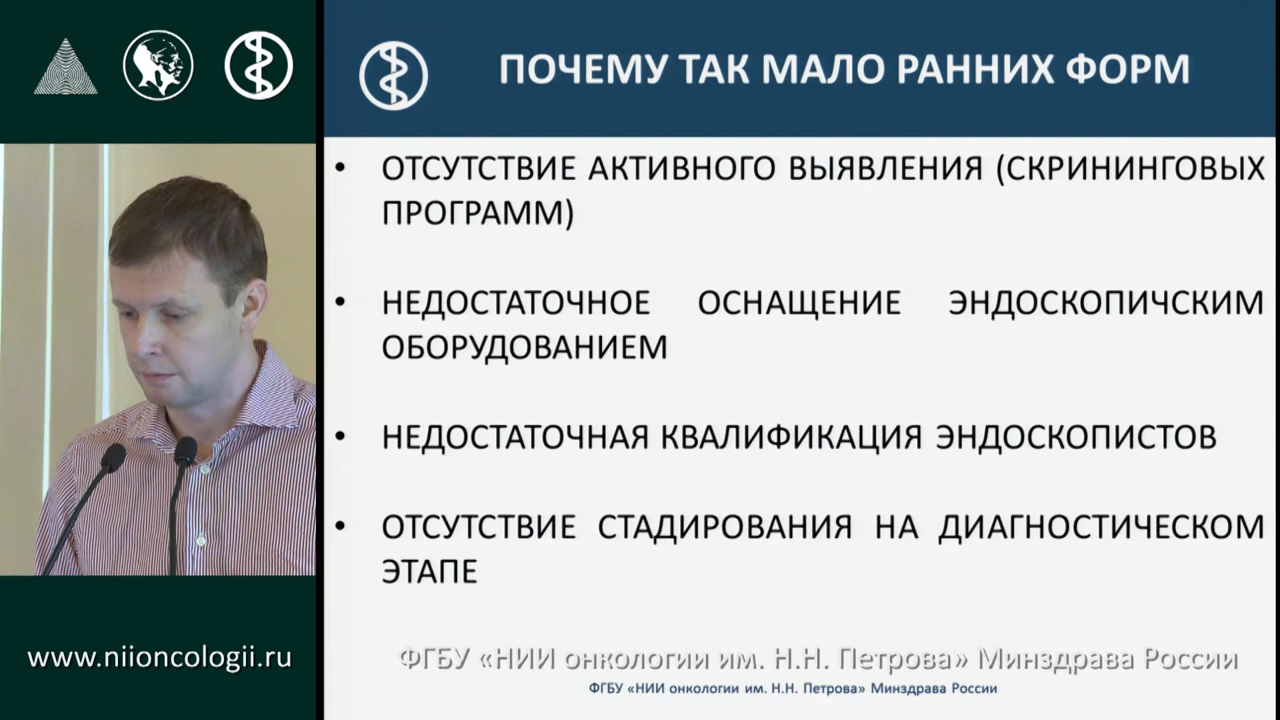 ПОЧЕМУ ТАК МАЛО РАННИХ ФОРМ
• ОТСУТСТВИЕ АКТИВНОГО ВЫЯВЛЕНИЯ (СКРИНИНГОВЫХ
ПРОГРАММ)
• НЕДОСТАТОЧНОЕ ОСНАЩЕНИЕ ЭНДОСКОПИЧСКИМ
ОБОРУДОВАНИЕМ
• НЕДОСТАТОЧНАЯ КВАЛИФИКАЦИЯ ЭНДОСКОПИСТОВ
• ОТСУТСТВИЕ СТАДИРОВАНИЯ НА ДИАГНОСТИЧЕСКОМ
ЭТАПЕ
www.niioncologii.ru
ФГБУ «НИИ онкологии им. Н.Н. Петрова» Минздрава России
ФГБУ «НИИ онкологии им. Н.Н. Петрова» Минздрава России